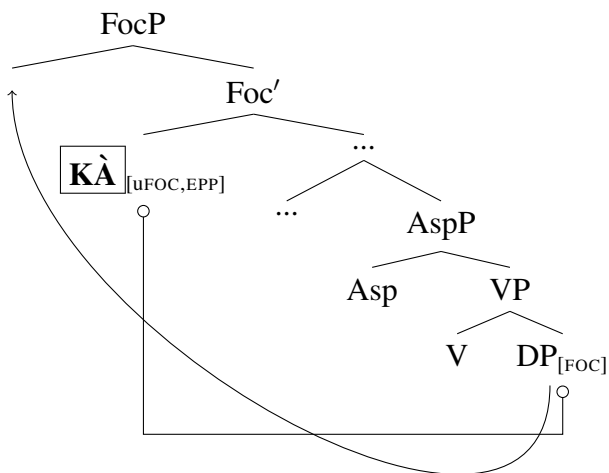 FocP
Foc′
KÀ[uFOC,EPP]
...
...
AspP
Asp
VP
V
DP[FOC]